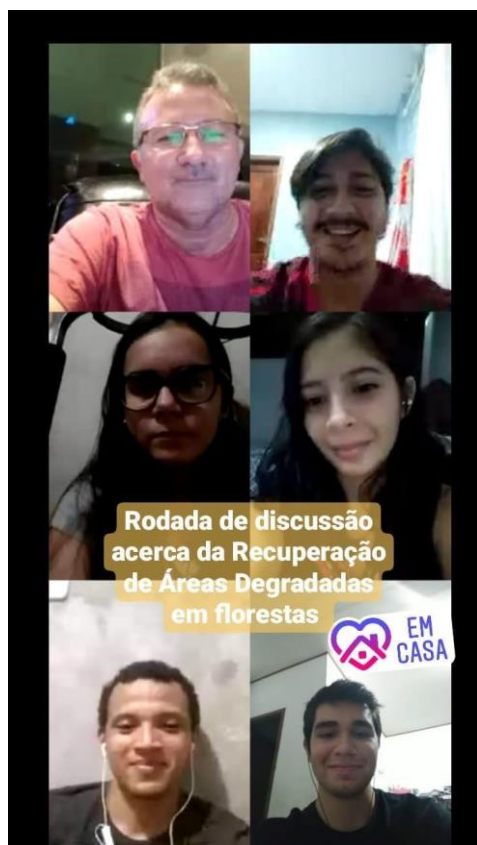 Rodada de discussão
acerca da Recuperação
de Áreas Degradadas
em florestas
EM
CASA